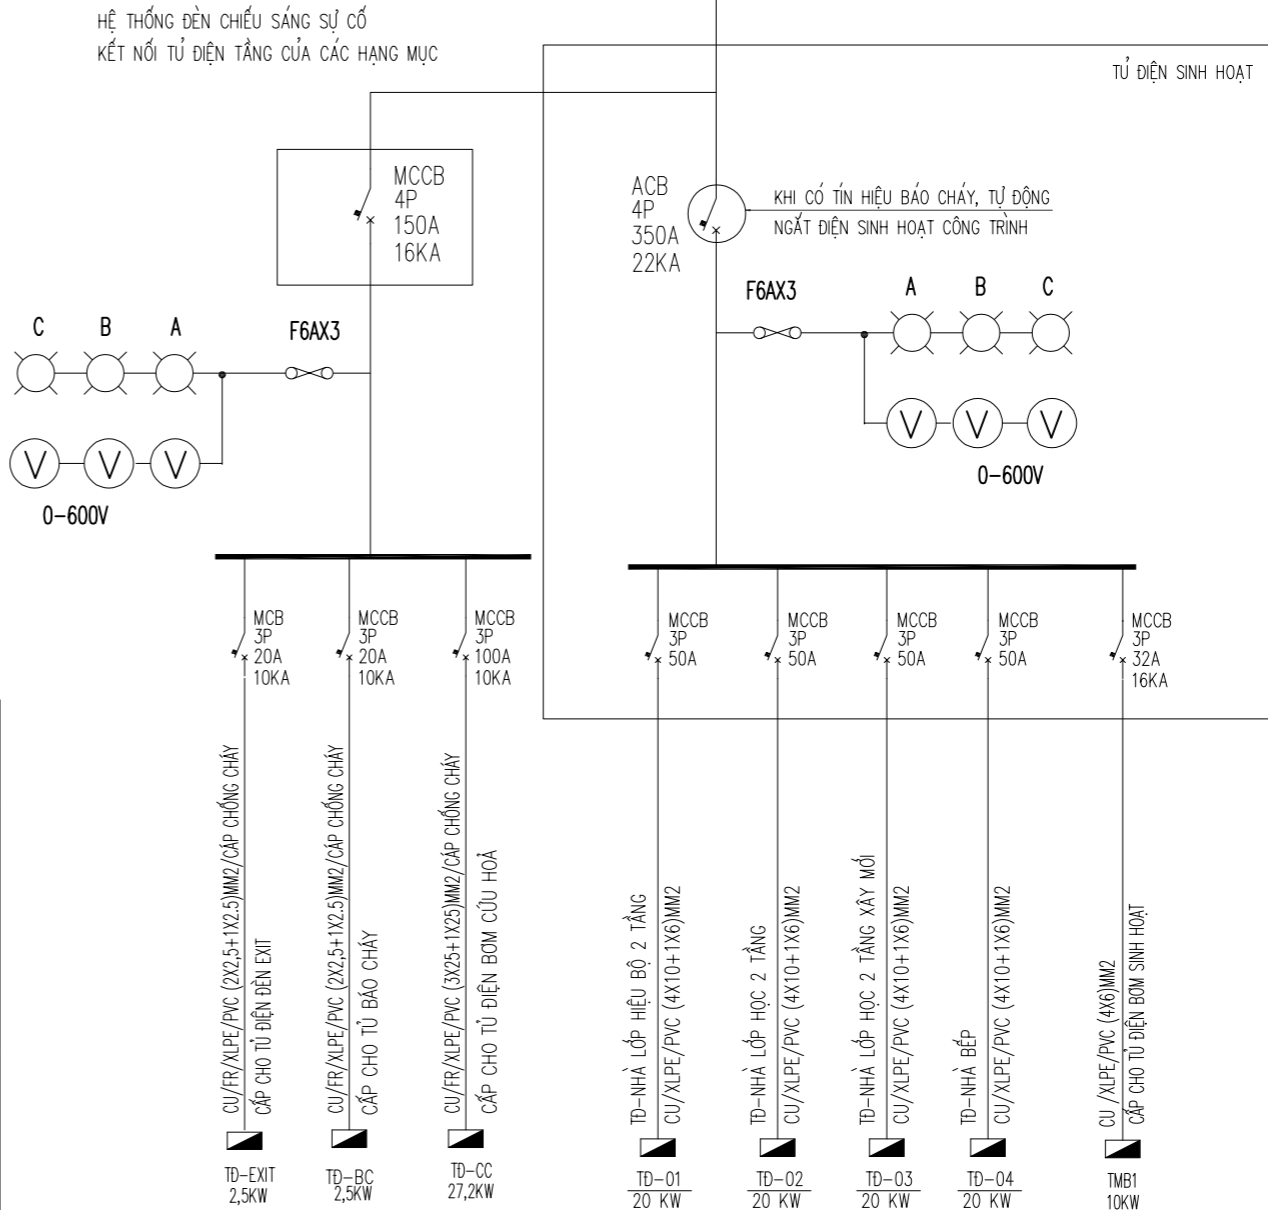 HỆ THỐNG ĐÈN CHIẾU SÁNG SỰ CỐ
KẾT NỐI TỦ ĐIỆN TẦNG CỦA CÁC HẠNG MỤC
TỦ ĐIỆN SINH HOẠT
MCCB
4P
150A
16KA
ACB
4P
350A
22KA
KHI CÓ TÍN HIỆU BÁO CHÁY, TỰ ĐỘNG
NGẮT ĐIỆN SINH HOẠT CÔNG TRÌNH
C B A
F6AX3
V V V
0-600V
F6AX3
A B C
V V V
0-600V
MCB
3P
20A
10KA
MCCB
3P
20A
10KA
MCCB
3P
100A
10KA
MCCB
3P
50A
MCCB
3P
50A
MCCB
3P
50A
MCCB
3P
50A
MCCB
3P
32A
16KA
CU/FR/XLPE/PVC (2X2,5+1X2.5)MM2/CÁP CHỐNG CHÁY
CẤP CHO TỦ ĐIỆN ĐÈN EXIT
CU/FR/XLPE/PVC (2X2,5+1X2.5)MM2/CÁP CHỐNG CHÁY
CẤP CHO TỦ BÁO CHÁY
CU/FR/XLPE/PVC (3X25+1X25)MM2/CÁP CHỐNG CHÁY
CẤP CHO TỦ ĐIỆN BƠM CỨU HOẢ
TĐ-NHÀ LỚP HIỆU BỘ 2 TẦNG
CU/XLPE/PVC (4X10+1X6)MM2
TĐ-NHÀ LỚP HỌC 2 TẦNG
CU/XLPE/PVC (4X10+1X6)MM2
TĐ-NHÀ LỚP HỌC 2 TẦNG XÂY MỚI
CU/XLPE/PVC (4X10+1X6)MM2
TĐ-NHÀ BẾP
CU/XLPE/PVC (4X10+1X6)MM2
CU /XLPE/PVC (4X6)MM2
CẤP CHO TỦ ĐIỆN BƠM SINH HOẠT
TĐ-EXIT
2,5KW
TĐ-BC
2,5KW
TĐ-CC
27,2KW
TĐ-01
20 KW
TĐ-02
20 KW
TĐ-03
20 KW
TĐ-04
20 KW
TMB1
10KW